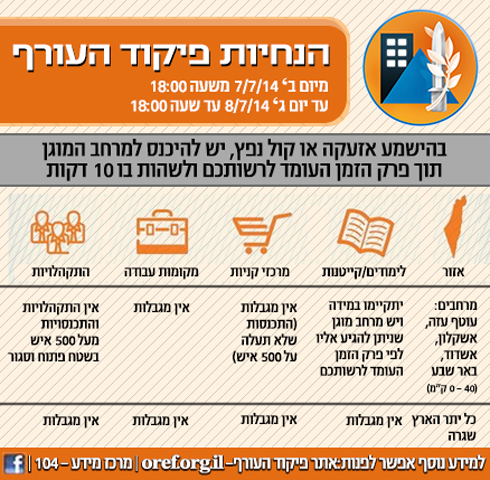 הנחיות פיקוד העורף
מיום ב' 7/7/14 משעה 18:00
עד יום ג' 8/7/14 עד שעה 18:00
בהישמע אזעקה או קול נפץ, יש להיכנס למרחב המוגן
תוך פרק הזמן העומד לרשותכם ולשהות בו 10 דקות
אזור
לימודים/קייטנות
מרכזי קניות
מקומות עבודה
התקהלויות
מרחבים:
עוטף עזה,
אשקלון,
אשדוד,
באר שבע
(0 – 40 ק"מ)
יתקיימו במידה
ויש מרחב מוגן
שניתן להגיע אליו
לפי פרק הזמן
העומד לרשותכם
אין מגבלות
(התכנסות
שלא תעלה
על 500 איש)
אין מגבלות
אין התקהלויות
והתכנסויות
מעל 500 איש
בשטח פתוח וסגור
כל יתר הארץ
שגרה
אין מגבלות
אין מגבלות
אין מגבלות
אין מגבלות
למידע נוסף אפשר לפנות:אתר פיקוד העורף–oref.org.il | מרכז מידע – 104 |